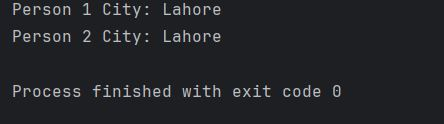 Person 1 City: Lahore
Person 2 City: Lahore
Process finished with exit code 0